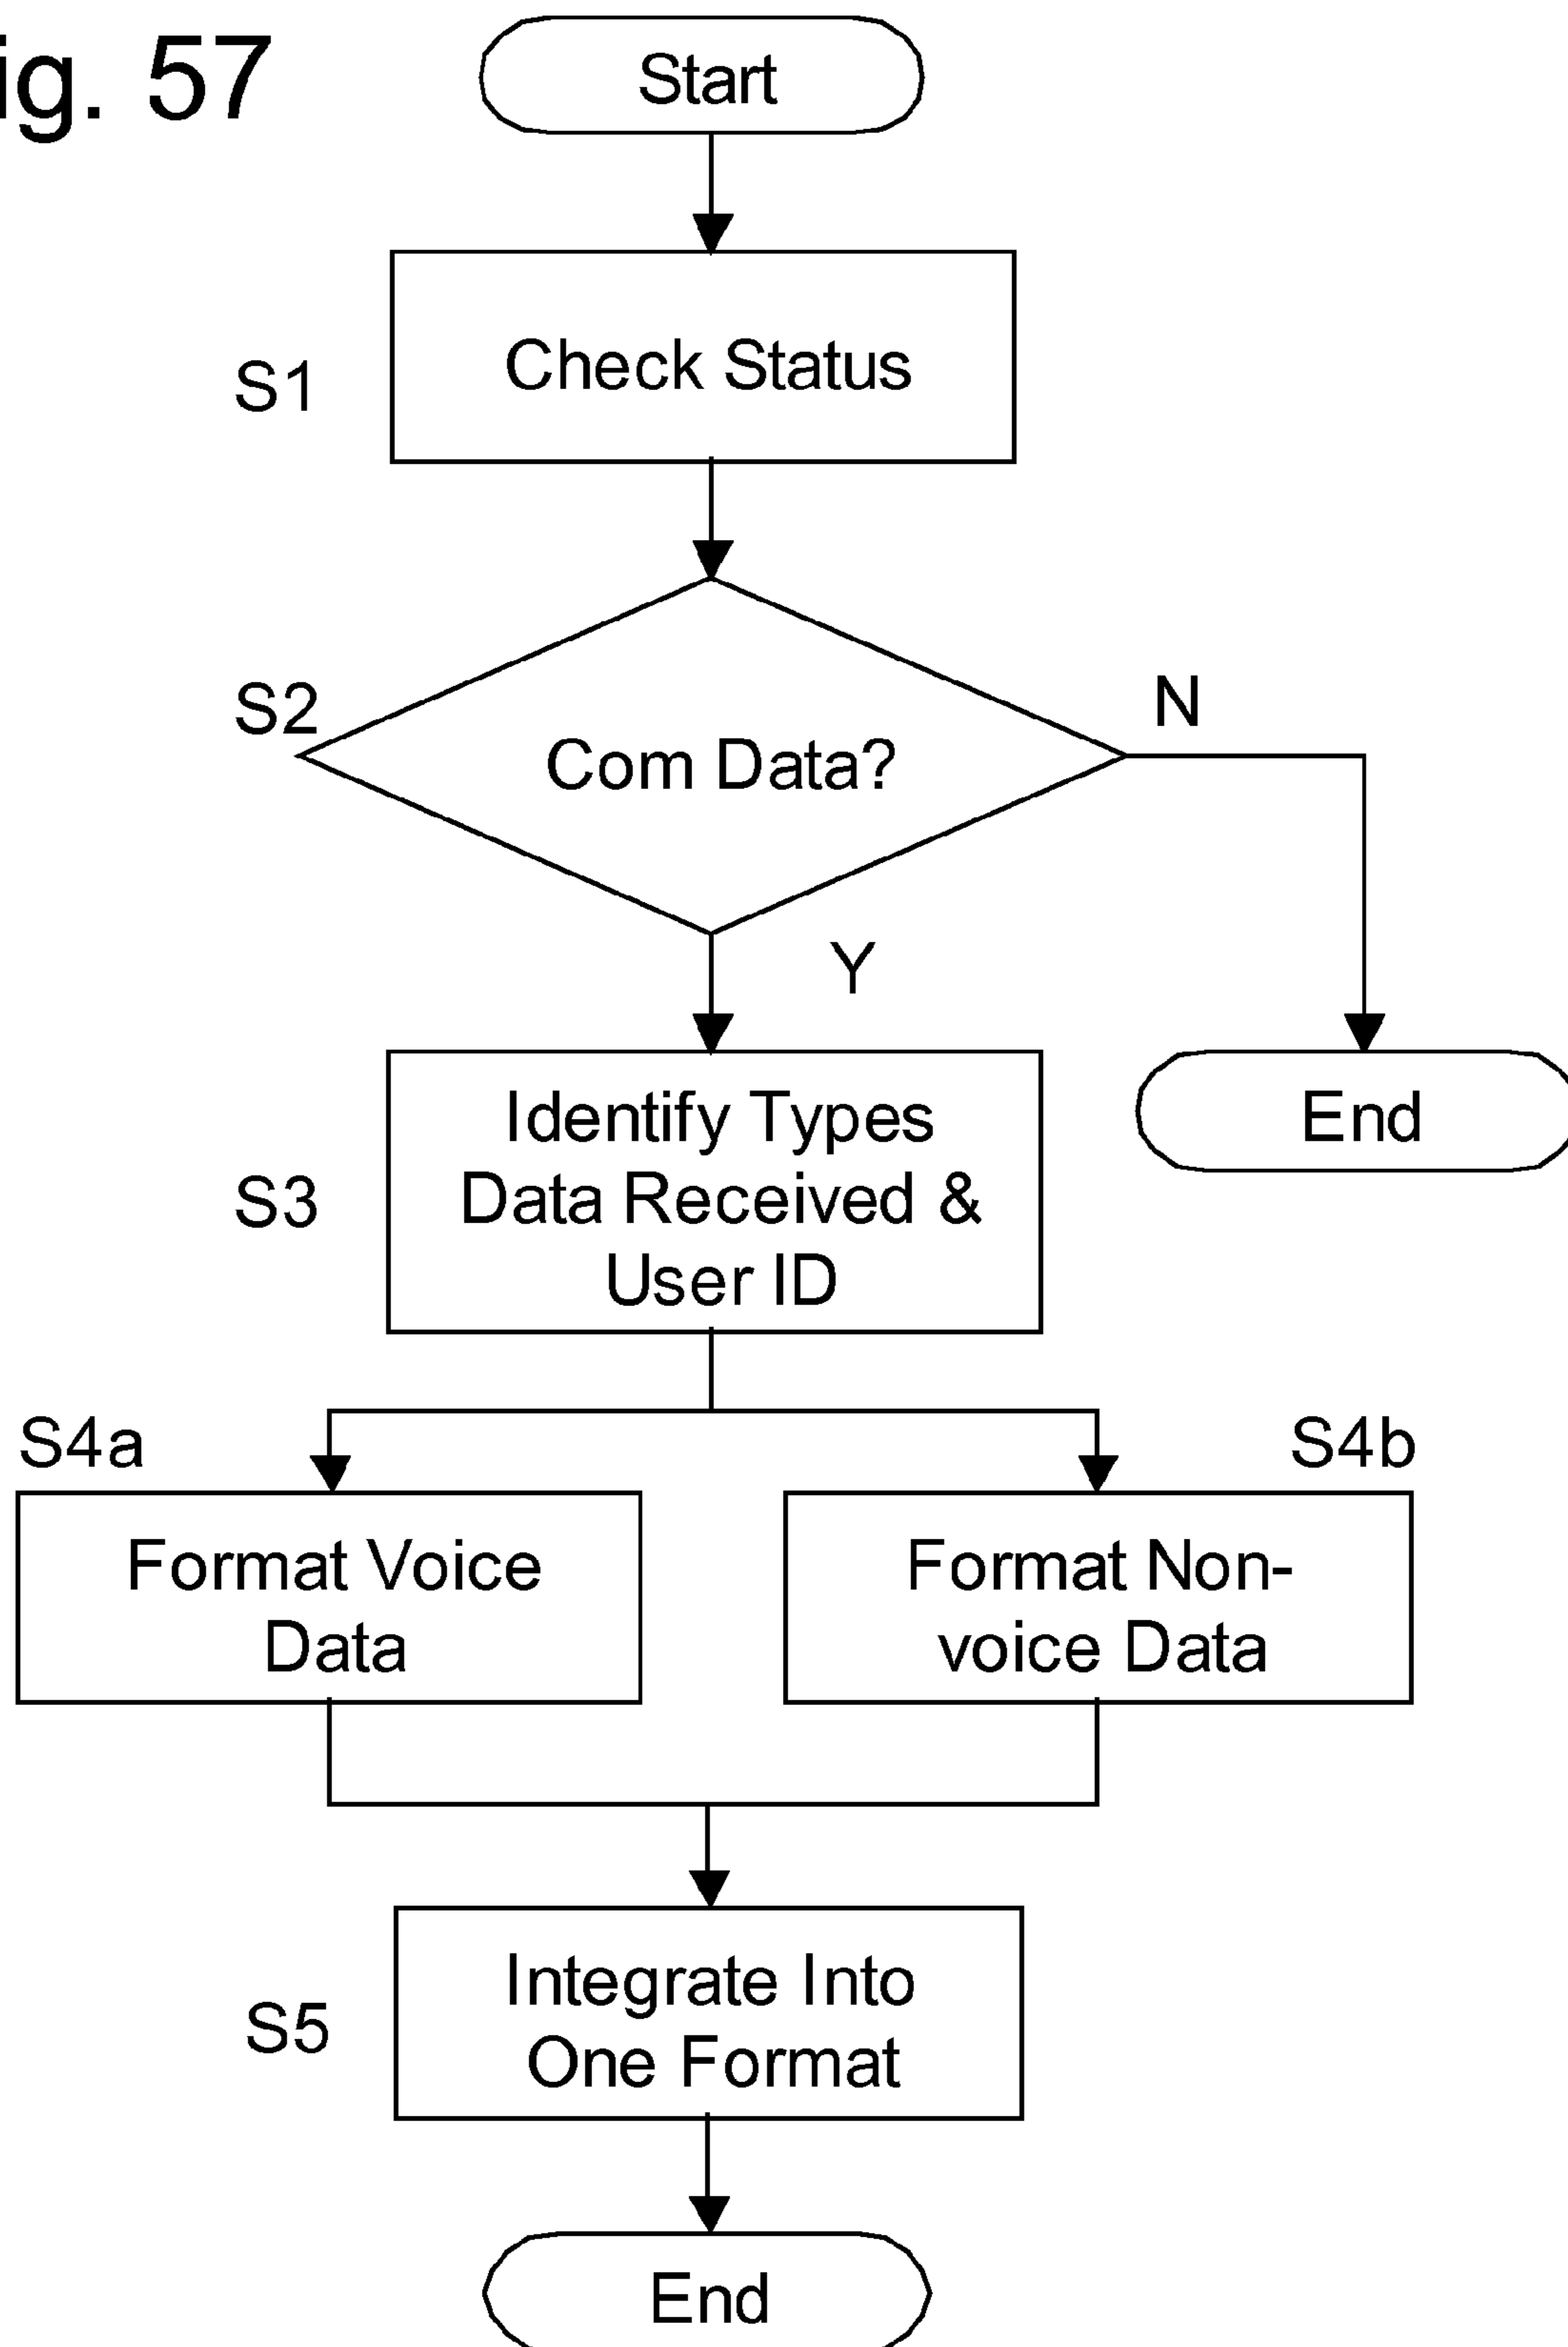 ig. 57
Start
S1
Check Status
S2
Com Data?
N
Y
Identify Types
Data Received &
User ID
S3
End
S4a
S4b
Format Voice
Data
Format Non-
voice Data
S5
Integrate Into
One Format
End